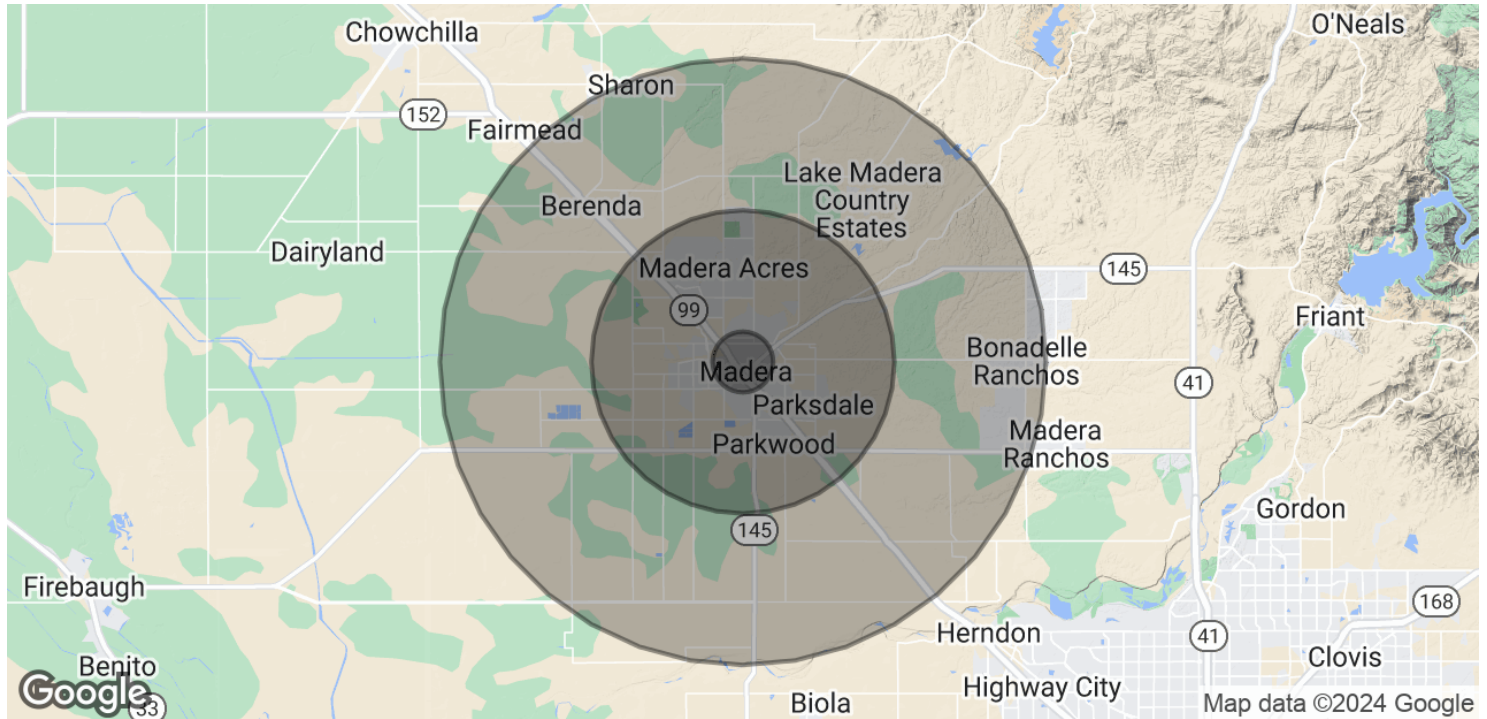 O'Neals
Chowchilla
Sharon
152
Fairmead
Lake Madera
Country
Estates
Berenda
Dairyland
Madera Acres
145
99
Friant
Bonadelle
Ranchos
Madera
41
Parksdale
Madera
Ranchos
Parkwood
Gordon
145
Firebaugh
168
Herndon
41
Clovis
Benito
Google
33
Highway City
Biola
Map data ©2024 Google